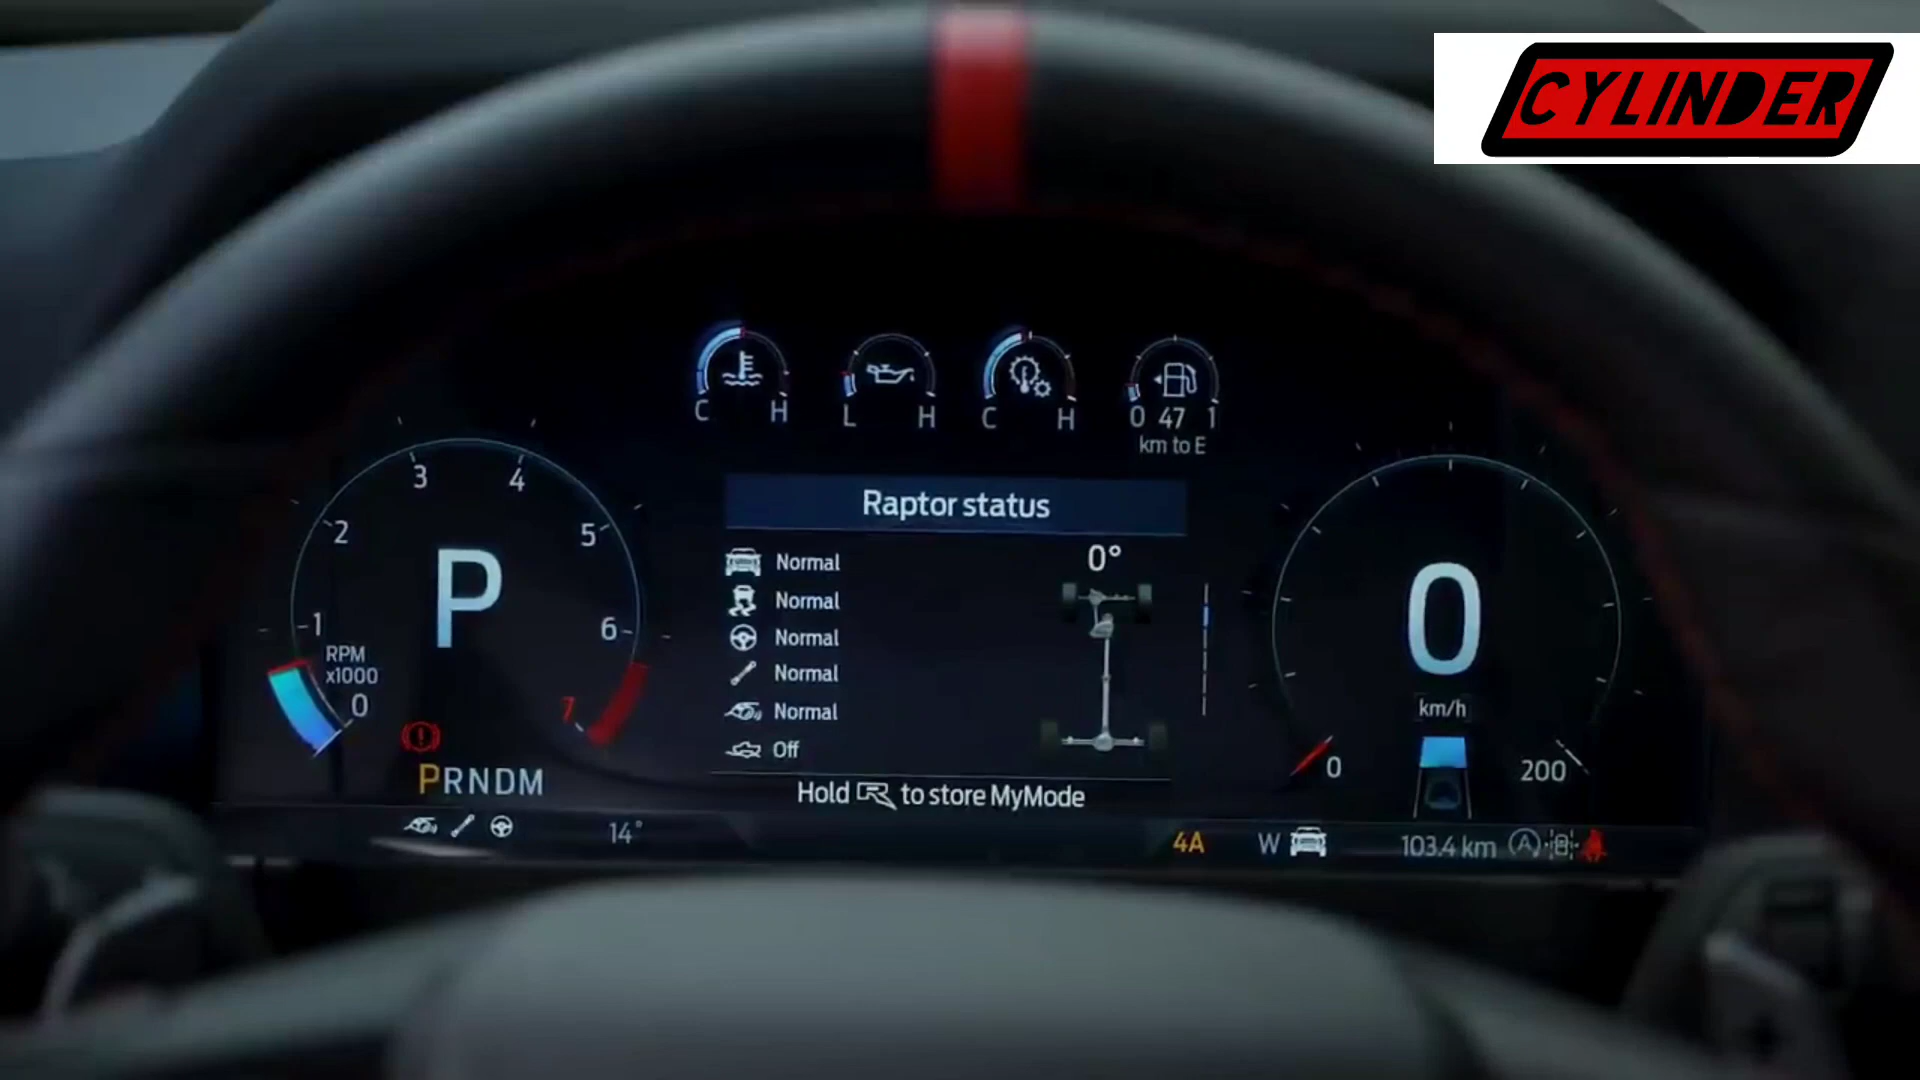 CYLINDER
C H
L H
C H
0 47 1
km to E
3 4
2 5
1 6
RPM
x1000
0 7
P
PRNDM
14°
Raptor status
Normal
0°
Normal
Normal
Normal
Normal
Off
Hold R to store MyMode
0
km/h
0 200
4A W 103.4 km A